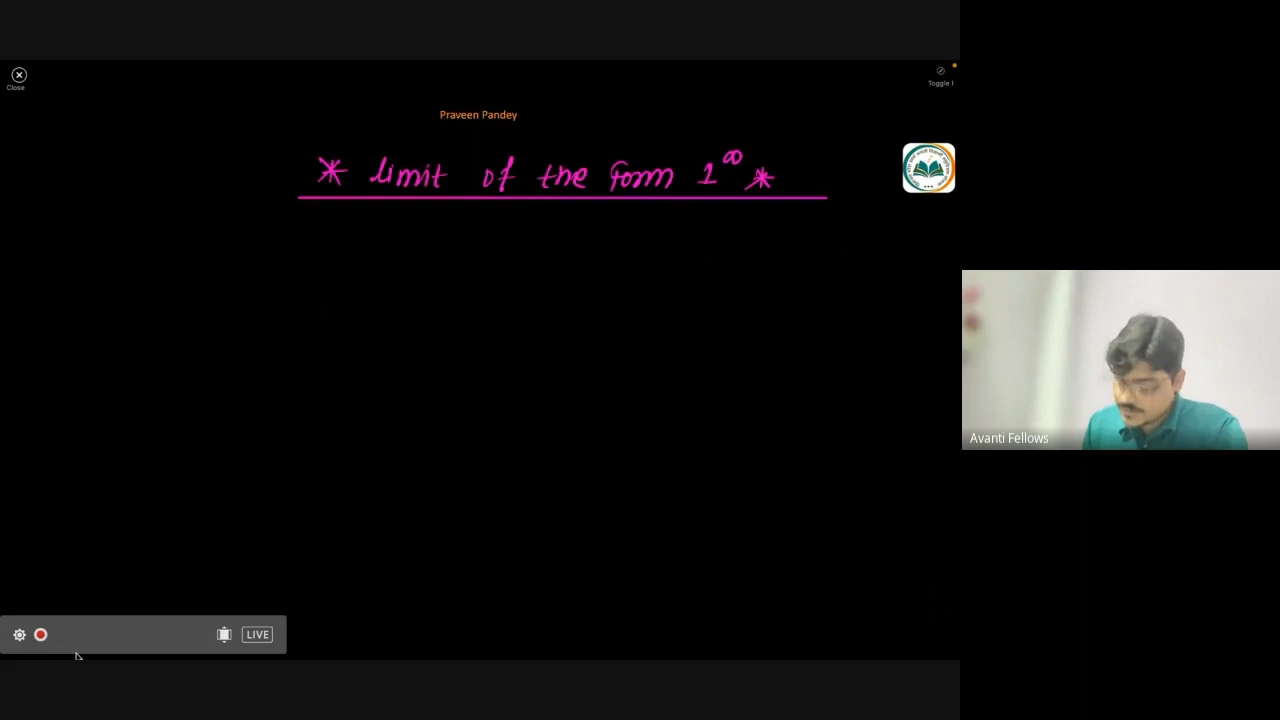 Close
Toggle I
Praveen Pandey
* limit of the form 1^∞ *
Avanti Fellows
LIVE